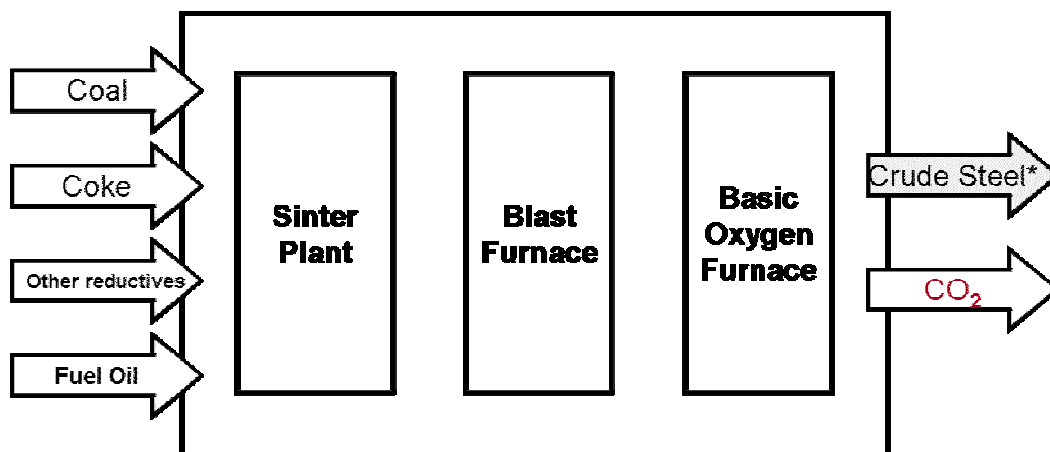 Coal
Coke
Other reductives
Fuel Oil
Sinter
Plant
Blast
Furnace
Basic
Oxygen
Furnace
Crude Steel*
CO₂